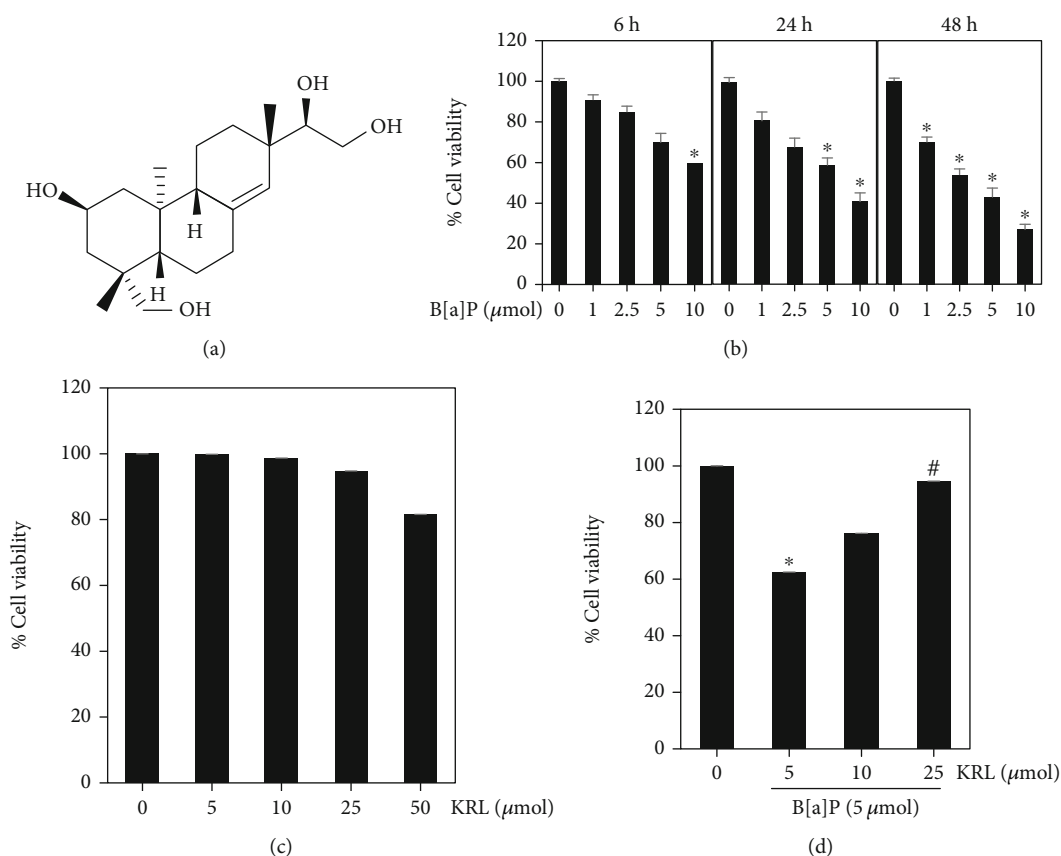 OH
OH
HO
H
H
OH
(a)
6 h 24 h 48 h
120
100
80
60
40
20
0
% Cell viability
* * * * * * *
B[a]P (μmol) 0 1 2.5 5 10 0 1 2.5 5 10 0 1 2.5 5 10
(b)
120
100
80
60
40
20
0
% Cell viability
0 5 10 25 50 KRL (μmol)
(c)
120
100
80
60
40
20
0
% Cell viability
* #
0 5 10 25 KRL (μmol)
B[a]P (5 μmol)
(d)